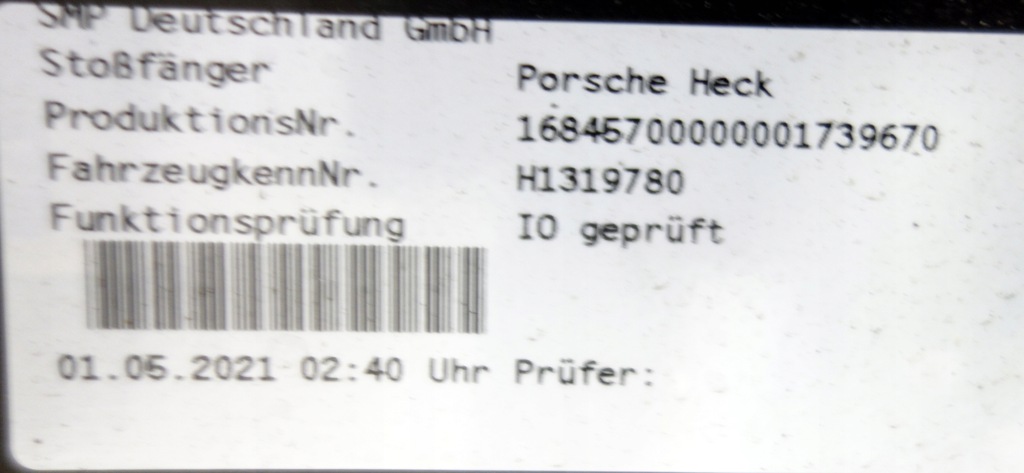 SMP Deutschland GmbH
Stoßfänger Porsche Heck
ProduktionsNr. 16845700000001739670
FahrzeugkennNr. H1319780
Funktionsprüfung IO geprüft
01.05.2021 02:40 Uhr Prüfer: